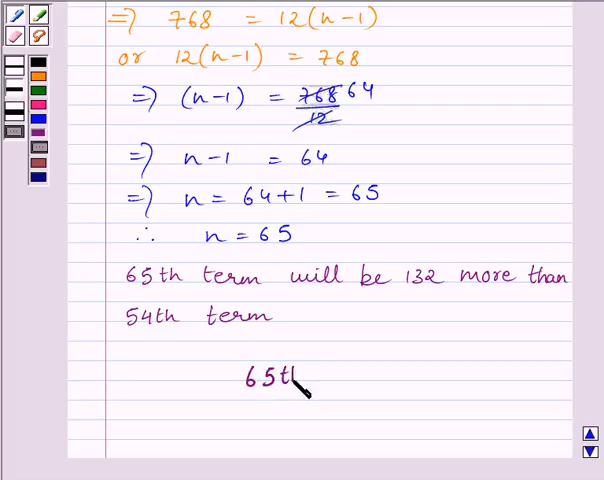 ⇒ 768 = 12(n-1)
or 12(n-1) = 768
⇒ (n-1) = 768/12 64
⇒ n-1 = 64
⇒ n = 64+1 = 65
∴ n = 65
65th term will be 132 more than
54th term
65th